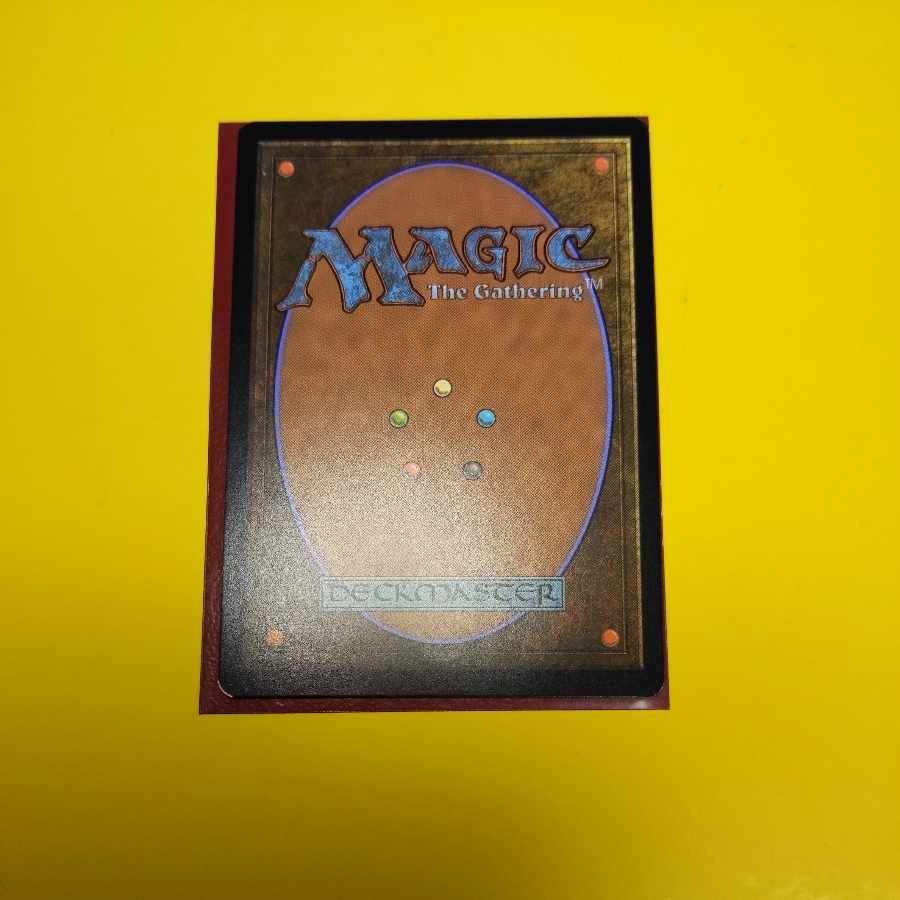 MAGIC
The Gathering™
DECKMASTER